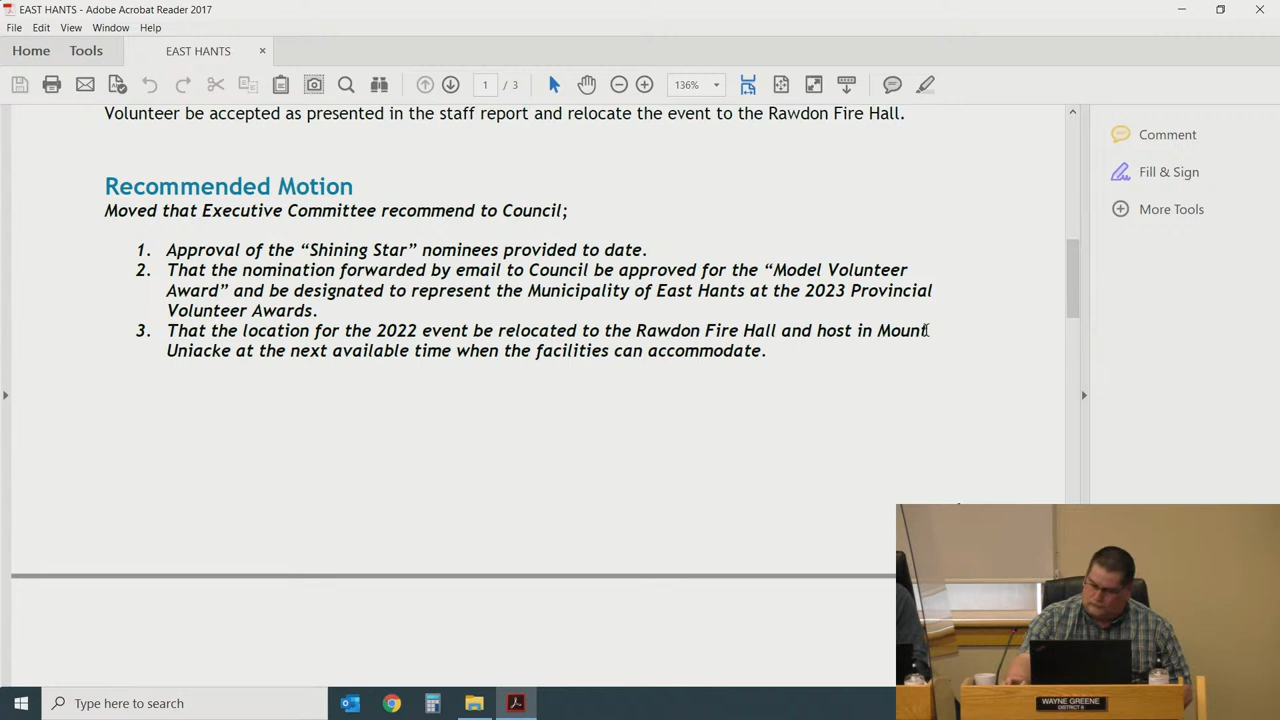 EAST HANTS - Adobe Acrobat Reader 2017
File Edit View Window Help
Home Tools EAST HANTS
1 / 3 136%
Volunteer be accepted as presented in the staff report and relocate the event to the Rawdon Fire Hall.
Recommended Motion
Moved that Executive Committee recommend to Council;
1. Approval of the “Shining Star” nominees provided to date.
2. That the nomination forwarded by email to Council be approved for the “Model Volunteer
Award” and be designated to represent the Municipality of East Hants at the 2023 Provincial
Volunteer Awards.
3. That the location for the 2022 event be relocated to the Rawdon Fire Hall and host in Mount
Uniacke at the next available time when the facilities can accommodate.
Comment
Fill & Sign
More Tools
WAYNE GREENE
Type here to search